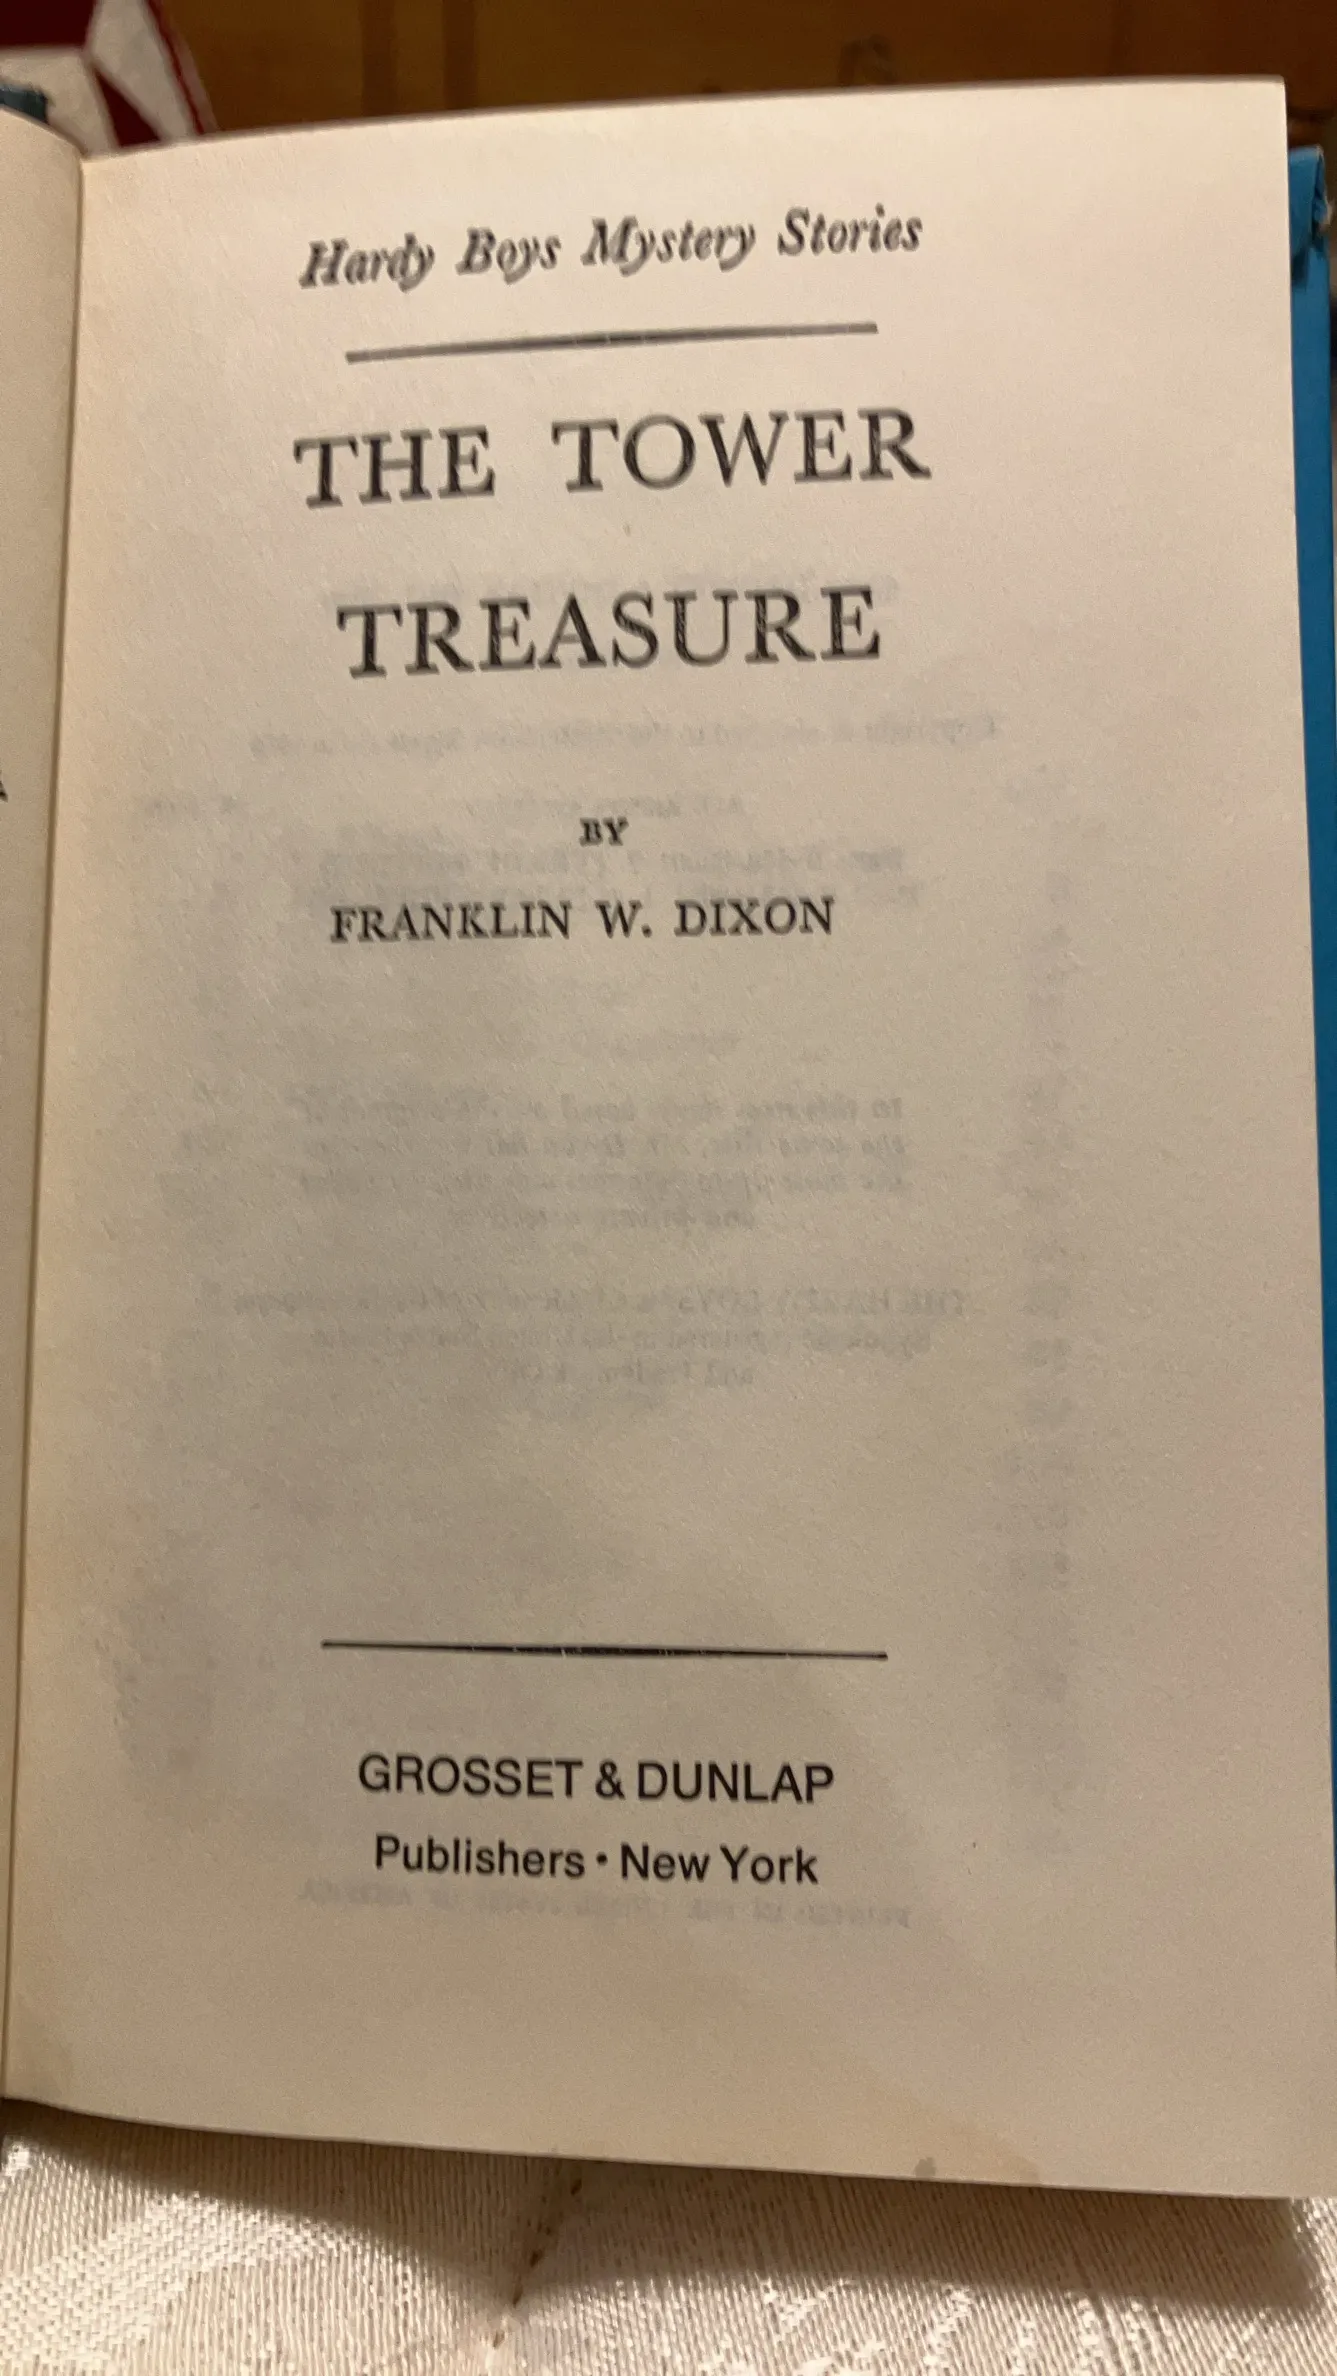 Hardy Boys Mystery Stories
THE TOWER
TREASURE
BY
FRANKLIN W. DIXON
GROSSET & DUNLAP
Publishers • New York